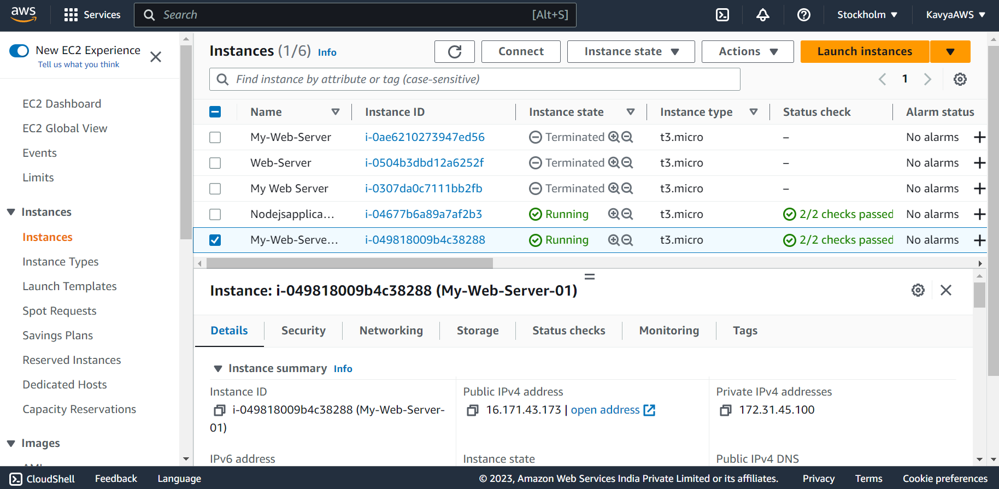 aws
Services
Search [Alt+S]
Stockholm
KavyaAWS
New EC2 Experience
Tell us what you think
EC2 Dashboard
EC2 Global View
Events
Limits
Instances
Instances
Instance Types
Launch Templates
Spot Requests
Savings Plans
Reserved Instances
Dedicated Hosts
Capacity Reservations
Images
Instances (1/6) Info
Connect
Instance state
Actions
Launch instances
Find instance by attribute or tag (case-sensitive)
1
Name Instance ID Instance state Instance type Status check Alarm status
My-Web-Server i-0ae6210273947ed56 Terminated t3.micro – No alarms
Web-Server i-0504b3dbd12a6252f Terminated t3.micro – No alarms
My Web Server i-0307da0c7111bb2fb Terminated t3.micro – No alarms
Nodejsapplica... i-04677b6a89a7af2b3 Running t3.micro 2/2 checks passed No alarms
My-Web-Serve... i-049818009b4c38288 Running t3.micro 2/2 checks passed No alarms
Instance: i-049818009b4c38288 (My-Web-Server-01)
Details Security Networking Storage Status checks Monitoring Tags
Instance summary Info
Instance ID
i-049818009b4c38288 (My-Web-Server-
01)
Public IPv4 address
16.171.43.173 | open address
Private IPv4 addresses
172.31.45.100
IPv6 address
Instance state
Public IPv4 DNS
CloudShell Feedback Language
© 2023, Amazon Web Services India Private Limited or its affiliates. Privacy Terms Cookie preferences